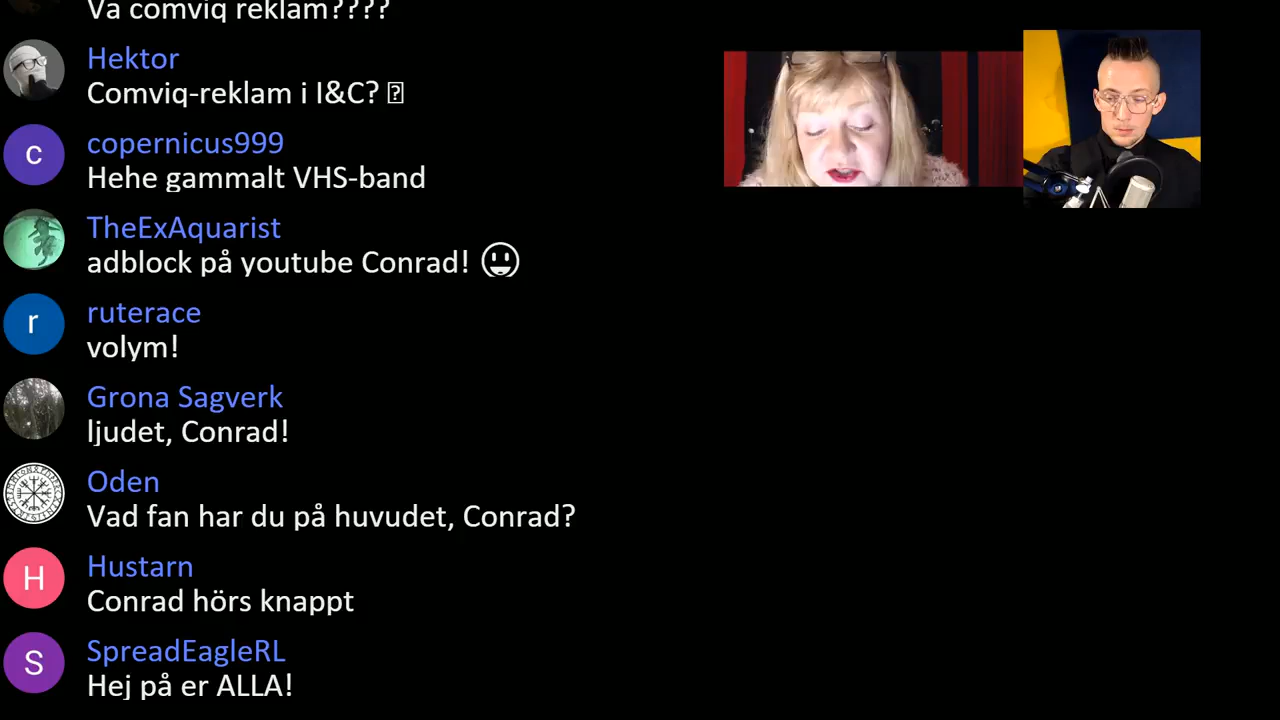 Va comviq reklam????
Hektor
Comviq-reklam i I&C?
c
copernicus999
Hehe gammalt VHS-band
TheExAquarist
adblock på youtube Conrad!
r
ruterace
volym!
Grona Sagverk
ljudet, Conrad!
Oden
Vad fan har du på huvudet, Conrad?
H
Hustarn
Conrad hörs knappt
S
SpreadEagleRL
Hej på er ALLA!